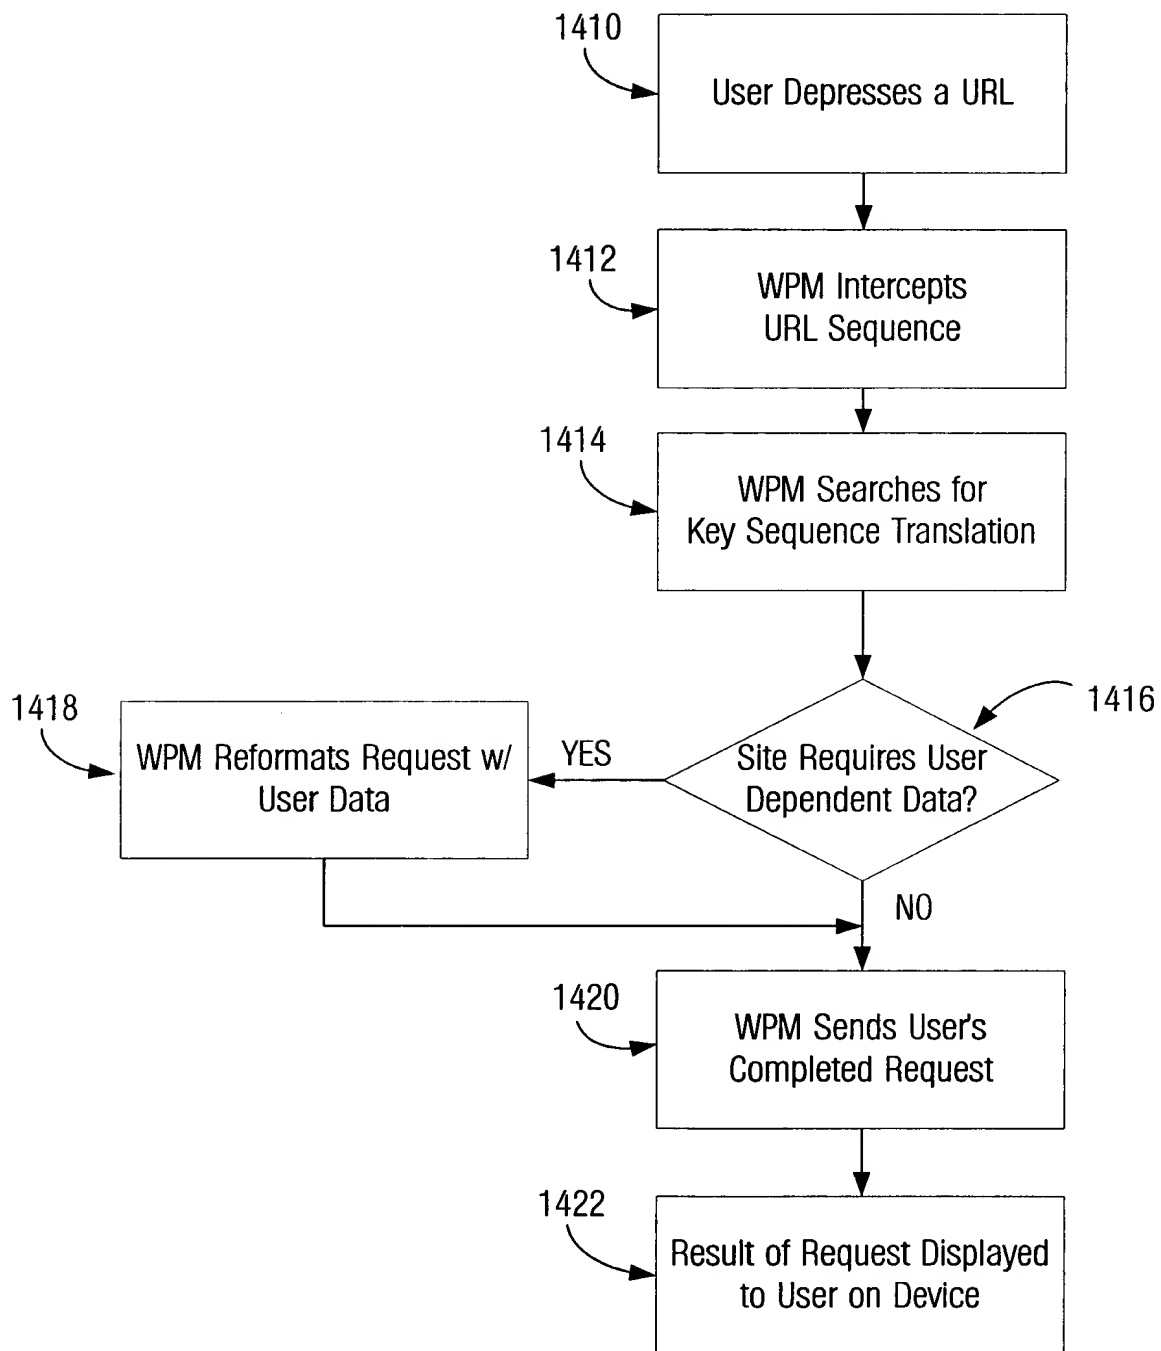 1410
User Depresses a URL
1412
WPM Intercepts
URL Sequence
1414
WPM Searches for
Key Sequence Translation
1416
Site Requires User
Dependent Data?
YES
1418
WPM Reformats Request w/
User Data
NO
1420
WPM Sends User's
Completed Request
1422
Result of Request Displayed
to User on Device